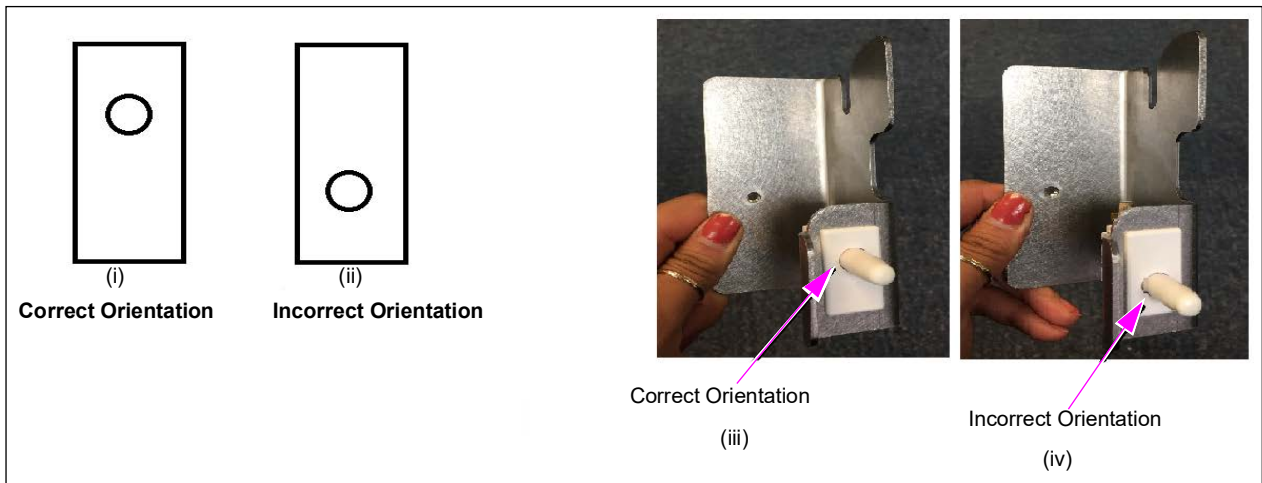 (i)
Correct Orientation
(ii)
Incorrect Orientation
Correct Orientation
(iii)
Incorrect Orientation
(iv)